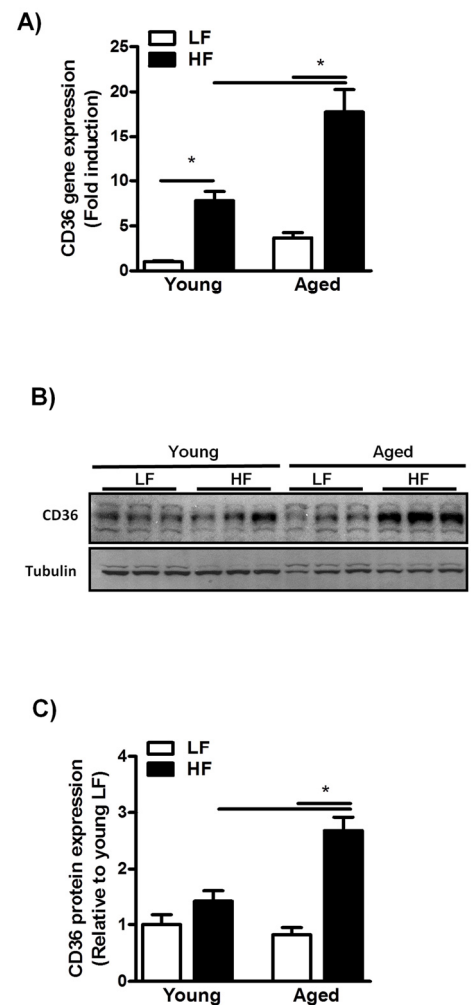 A)
LF
HF
25
20
15
10
5
0
CD36 gene expression
(Fold induction)
*
*
Young Aged
B)
Young Aged
LF HF LF HF
CD36
Tubulin
C)
LF
HF
4
3
2
1
0
CD36 protein expression
(Relative to young LF)
*
Young Aged